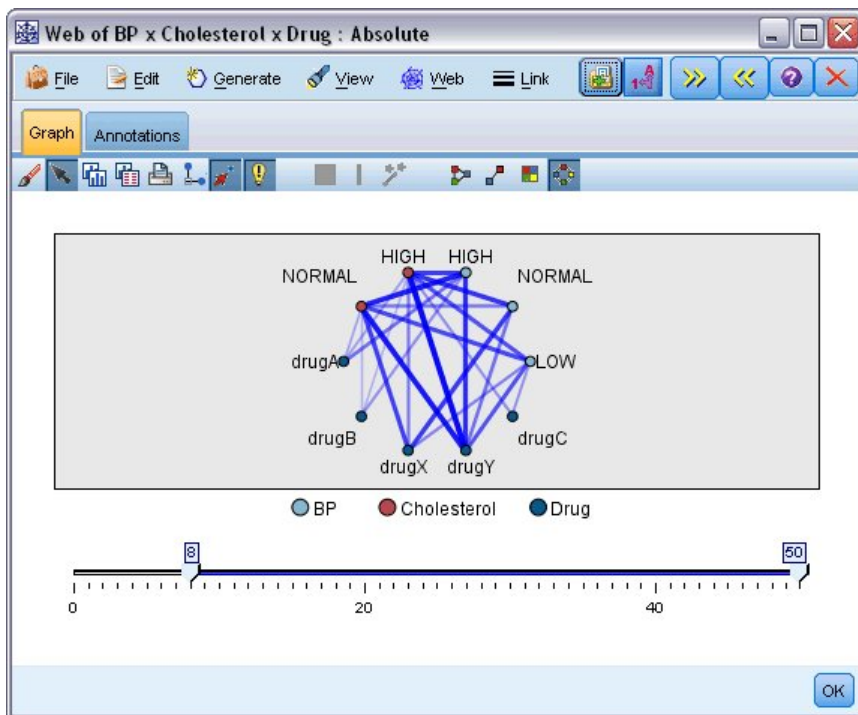 Web of BP x Cholesterol x Drug : Absolute
File Edit Generate View Web Link
Graph Annotations
HIGH HIGH
NORMAL NORMAL
drugA LOW
drugB drugC
drugX drugY
BP Cholesterol Drug
8 50
0 20 40
OK